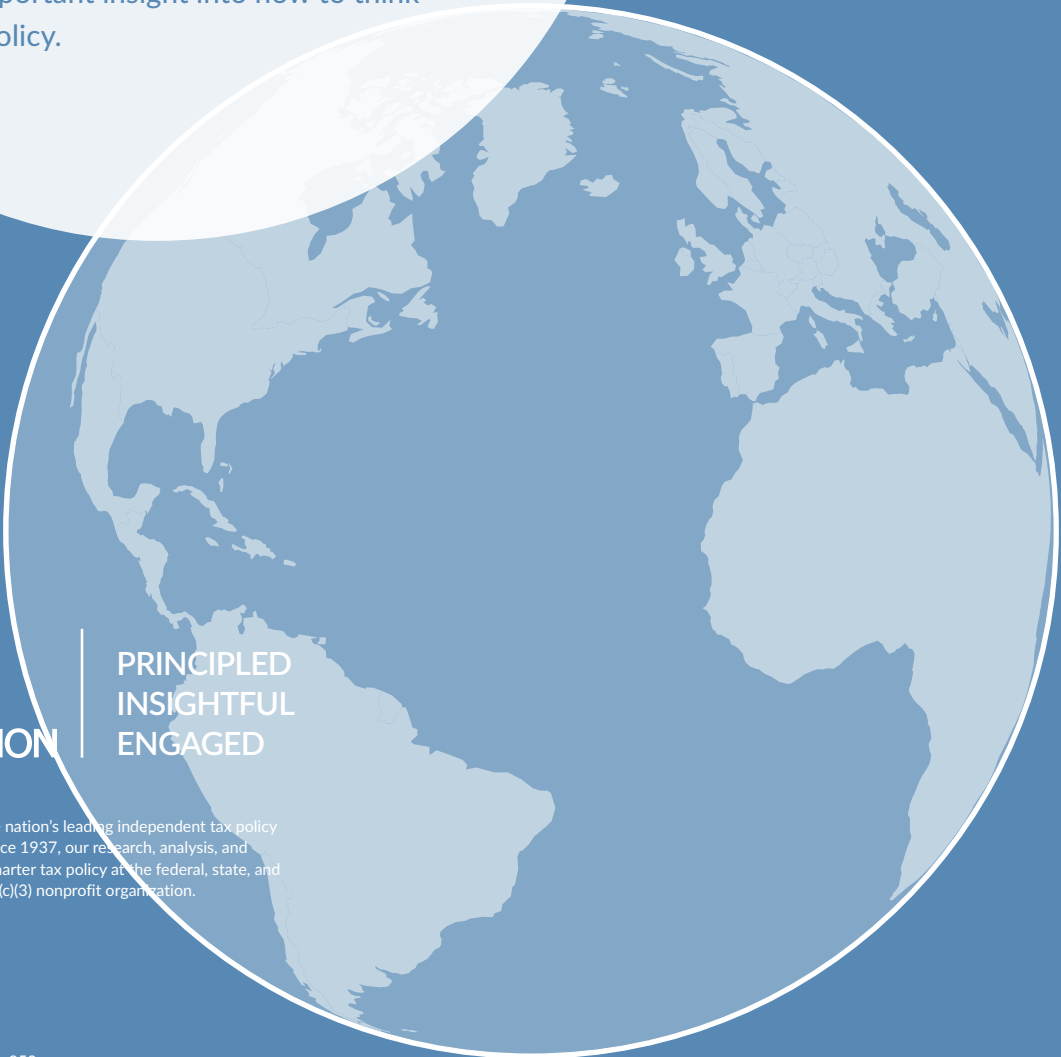 portant insight into how to think
olicy.
PRINCIPLED
INSIGHTFUL
ENGAGED
ION
nation’s leading independent tax policy
ce 1937, our research, analysis, and
arter tax policy at the federal, state, and
(c)(3) nonprofit organization.